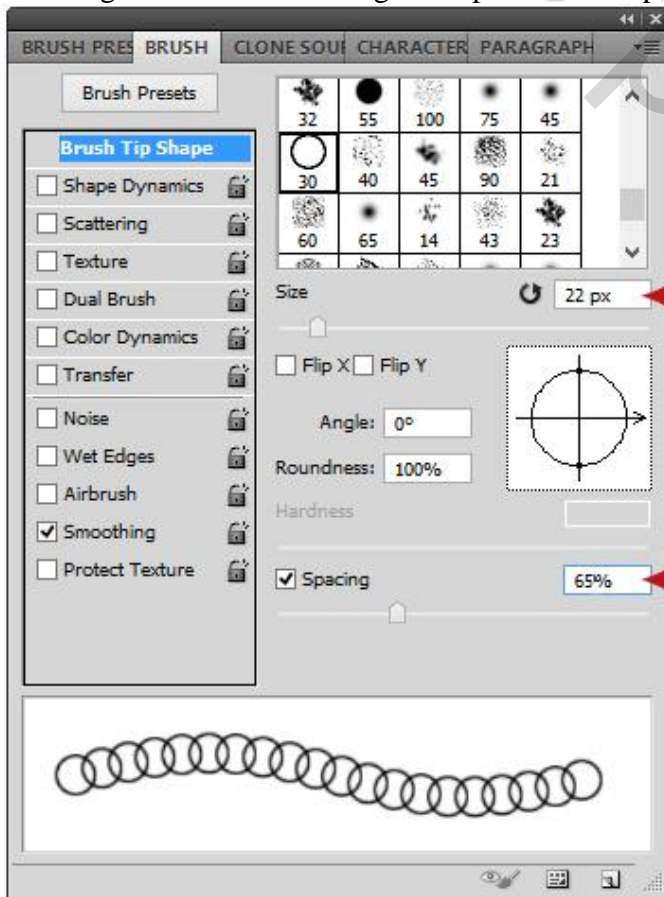 BRUSH PRES BRUSH CLONE SOU CHARACTER PARAGRAPH
Brush Presets
Brush Tip Shape
Shape Dynamics
Scattering
Texture
Dual Brush
Color Dynamics
Transfer
Noise
Wet Edges
Airbrush
Smoothing
Protect Texture
32 55 100 75 45
30 40 45 90 21
60 65 14 43 23
Size 22 px
Flip X Flip Y
Angle: 0°
Roundness: 100%
Hardness
Spacing 65%